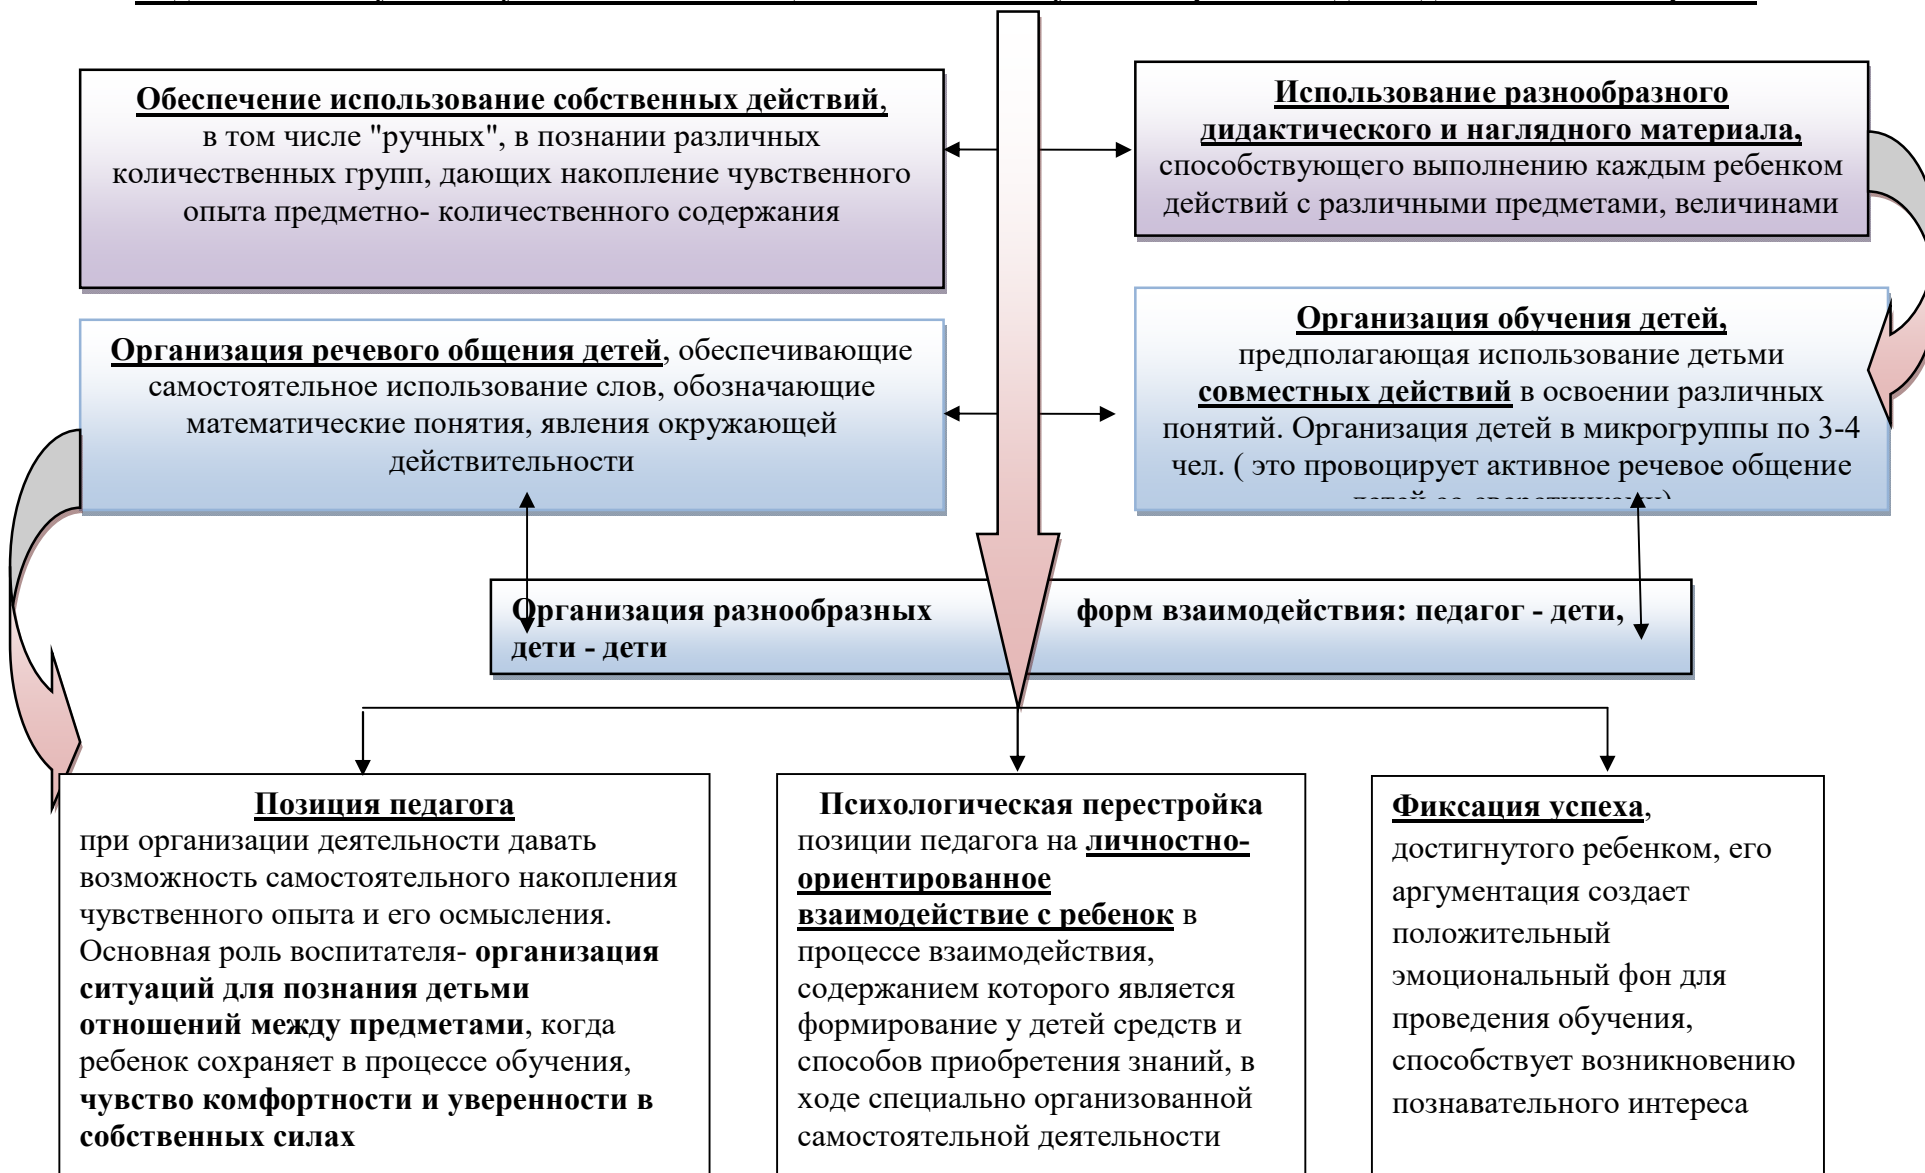 Обеспечение использование собственных действий,
в том числе "ручных", в познании различных
количественных групп, дающих накопление чувственного
опыта предметно- количественного содержания
Использование разнообразного
дидактического и наглядного материала,
способствующего выполнению каждым ребенком
действий с различными предметами, величинами
Организация речевого общения детей, обеспечивающие
самостоятельное использование слов, обозначающие
математические понятия, явления окружающей
действительности
Организация обучения детей,
предполагающая использование детьми
совместных действий в освоении различных
понятий. Организация детей в микрогруппы по 3-4
чел. ( это провоцирует активное речевое общение
Организация разнообразных форм взаимодействия: педагог - дети,
дети - дети
Позиция педагога
при организации деятельности давать
возможность самостоятельного накопления
чувственного опыта и его осмысления.
Основная роль воспитателя- организация
ситуаций для познания детьми
отношений между предметами, когда
ребенок сохраняет в процессе обучения,
чувство комфортности и уверенности в
собственных силах
Психологическая перестройка
позиции педагога на личностно-
ориентированное
взаимодействие с ребенок в
процессе взаимодействия,
содержанием которого является
формирование у детей средств и
способов приобретения знаний, в
ходе специально организованной
самостоятельной деятельности
Фиксация успеха,
достигнутого ребенком, его
аргументация создает
положительный
эмоциональный фон для
проведения обучения,
способствует возникновению
познавательного интереса